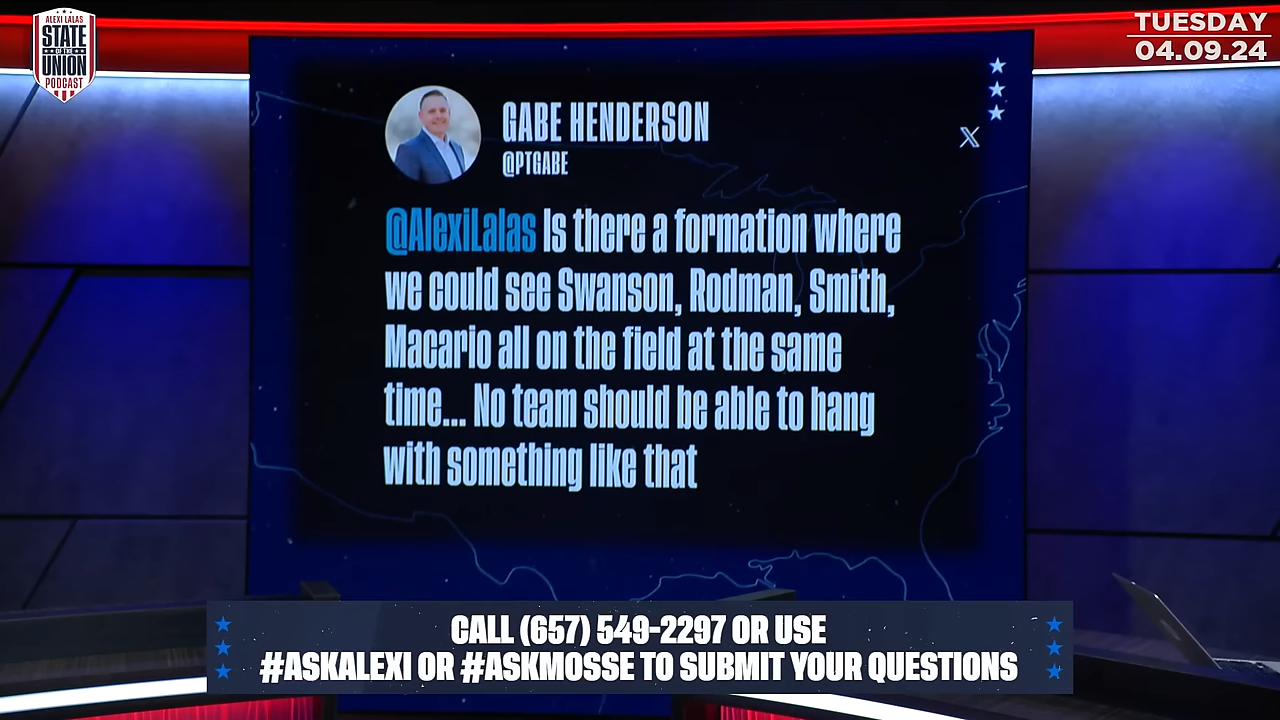 ALEXI LALAS
STATE
OF THE
UNION
PODCAST
TUESDAY
04.09.24
GABE HENDERSON
@PTGABE
X
@AlexiLalas Is there a formation where
we could see Swanson, Rodman, Smith,
Macario all on the field at the same
time... No team should be able to hang
with something like that
CALL (657) 549-2297 OR USE
#ASKALEXI OR #ASKMOSSE TO SUBMIT YOUR QUESTIONS